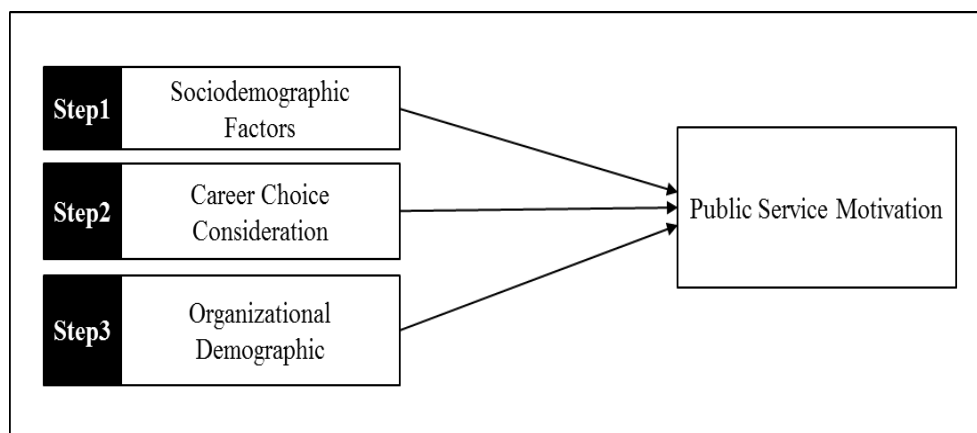 Step1
Sociodemographic
Factors
Step2
Career Choice
Consideration
Step3
Organizational
Demographic
Public Service Motivation